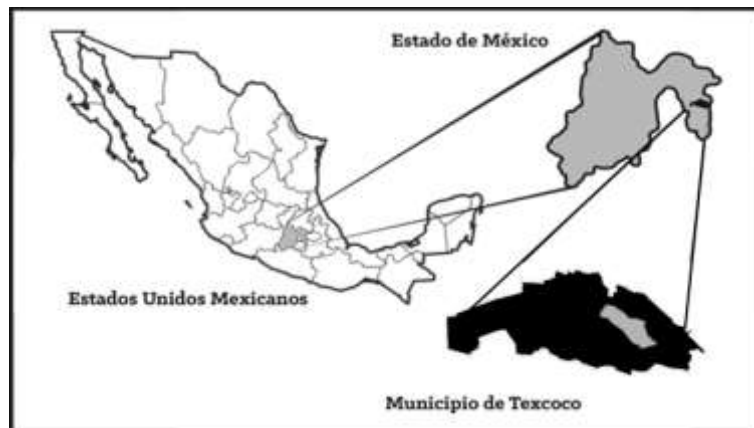 Estado de México
Estados Unidos Mexicanos
Municipio de Texcoco